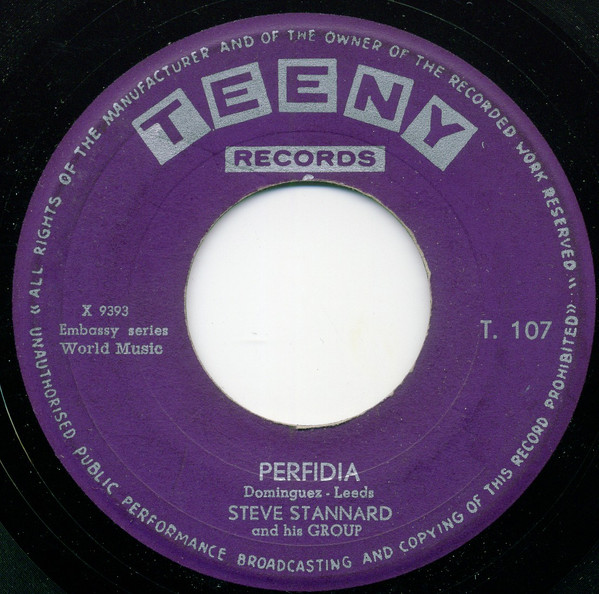 «ALL RIGHTS OF THE MANUFACTURER AND OF THE OWNER OF THE RECORDED WORK RESERVED»
TEENY
RECORDS
X 9393
Embassy series
World Music
T. 107
PERFIDIA
Dominguez - Leeds
STEVE STANNARD
and his GROUP
UNAUTHORISED PUBLIC PERFORMANCE BROADCASTING AND COPYING OF THIS RECORD PROHIBITED»